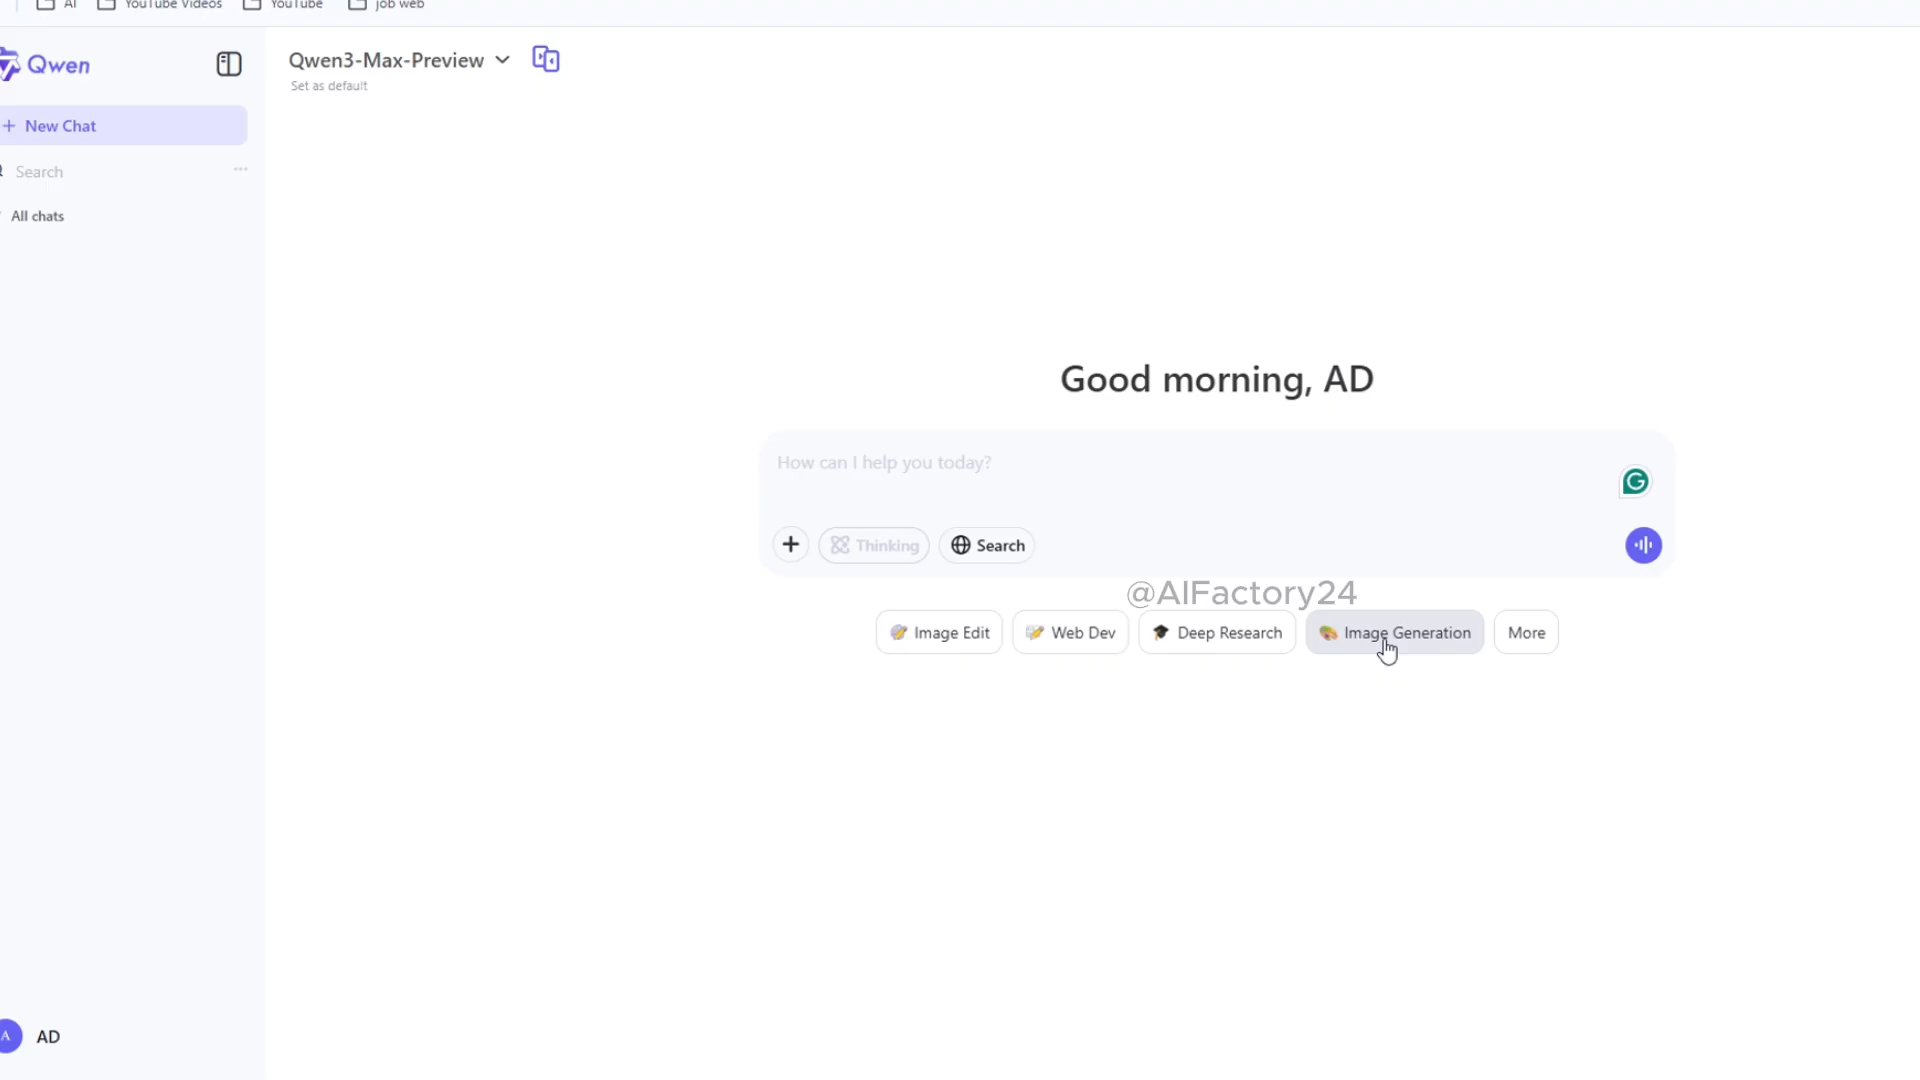 AI YouTube Videos YouTube job web
Qwen
Qwen3-Max-Preview
Set as default
New Chat
Search
All chats
Good morning, AD
How can I help you today?
G
Thinking Search
@AIFactory24
Image Edit Web Dev Deep Research Image Generation More
A AD